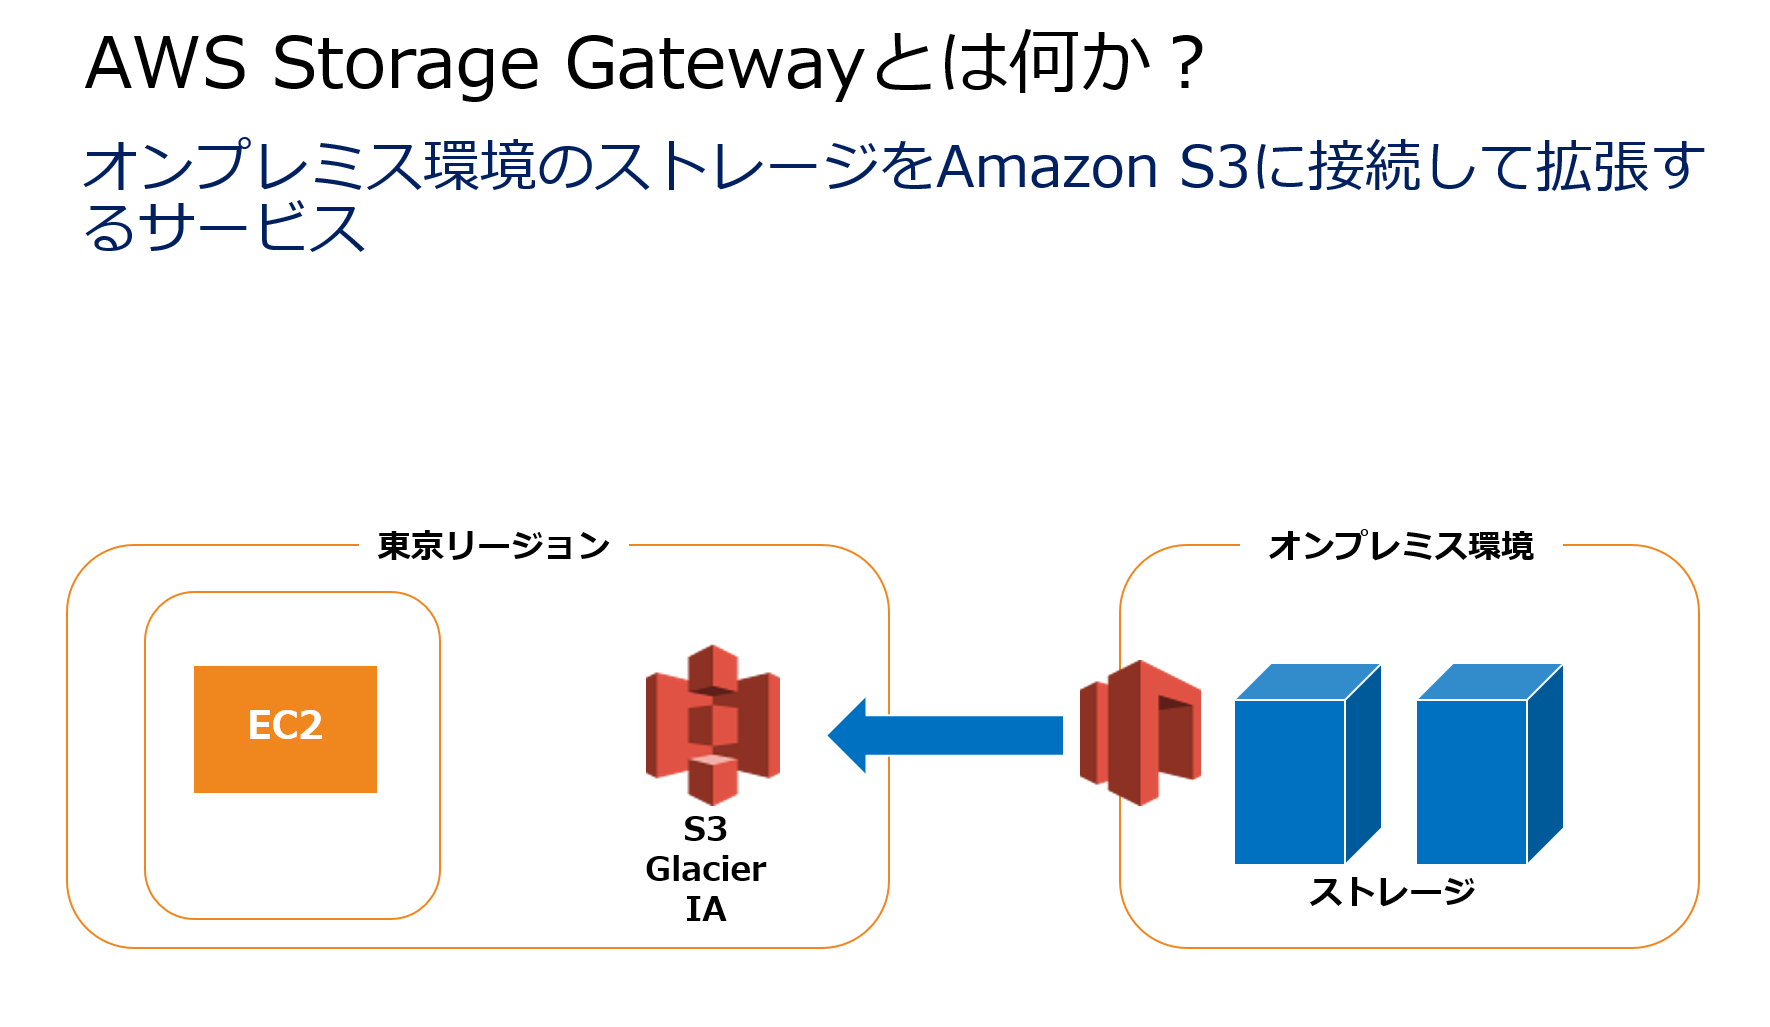 AWS Storage Gatewayとは何か？
オンプレミス環境のストレージをAmazon S3に接続して拡張す
るサービス
東京リージョン
オンプレミス環境
EC2
S3
Glacier
IA
ストレージ